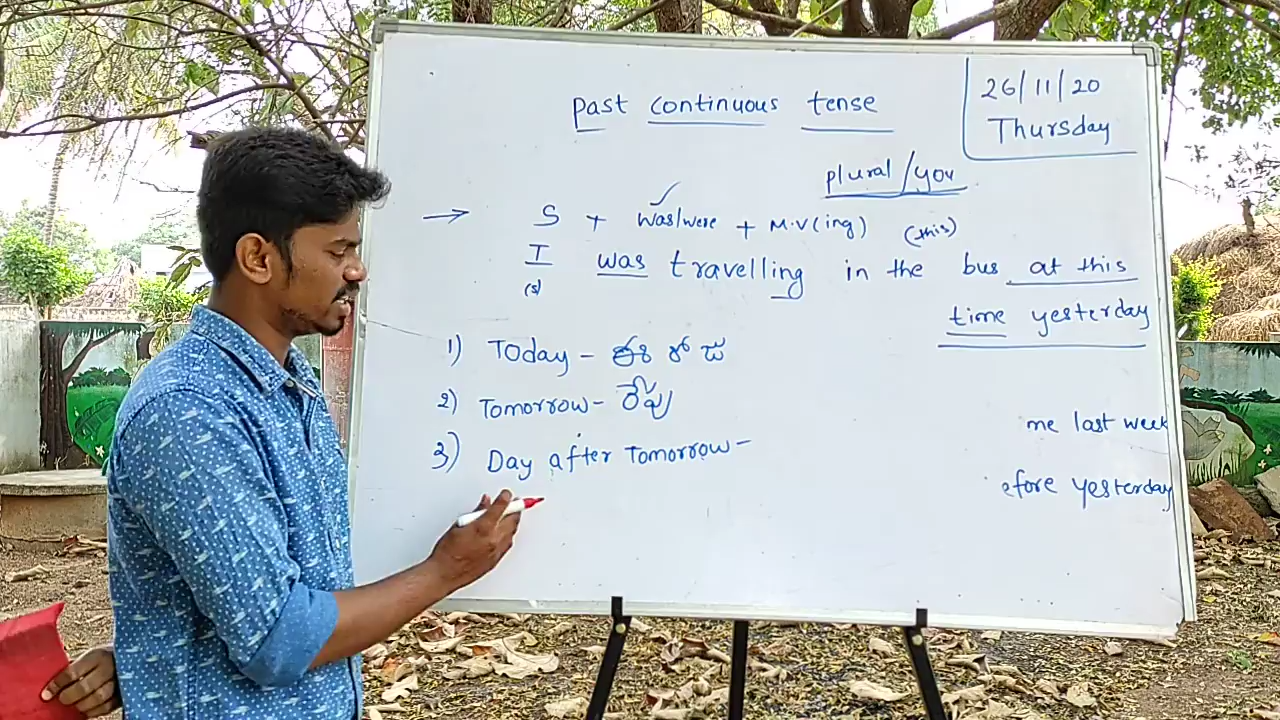 past continuous tense
26/11/20
Thursday
plural/you
→ S + was/were + M.V(ing) (this)
I was travelling in the bus at this
(s)
time yesterday
1) Today - ఈ రోజు
2) Tomorrow - రేపు
3) Day after Tomorrow -
me last week
efore yesterday